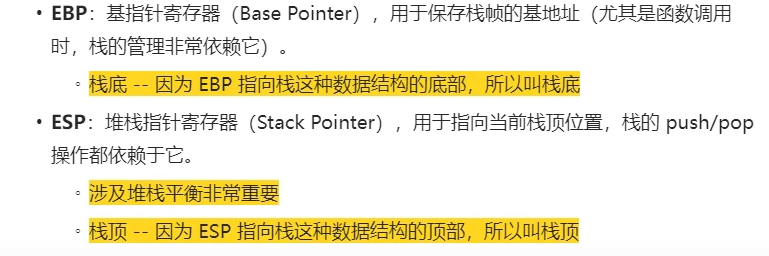 • EBP：基指针寄存器（Base Pointer），用于保存栈帧的基地址（尤其是函数调用
时，栈的管理非常依赖它）。
◦ 栈底 -- 因为 EBP 指向栈这种数据结构的底部，所以叫栈底
• ESP：堆栈指针寄存器（Stack Pointer），用于指向当前栈顶位置，栈的 push/pop
操作都依赖于它。
◦ 涉及堆栈平衡非常重要
◦ 栈顶 -- 因为 ESP 指向栈这种数据结构的顶部，所以叫栈顶